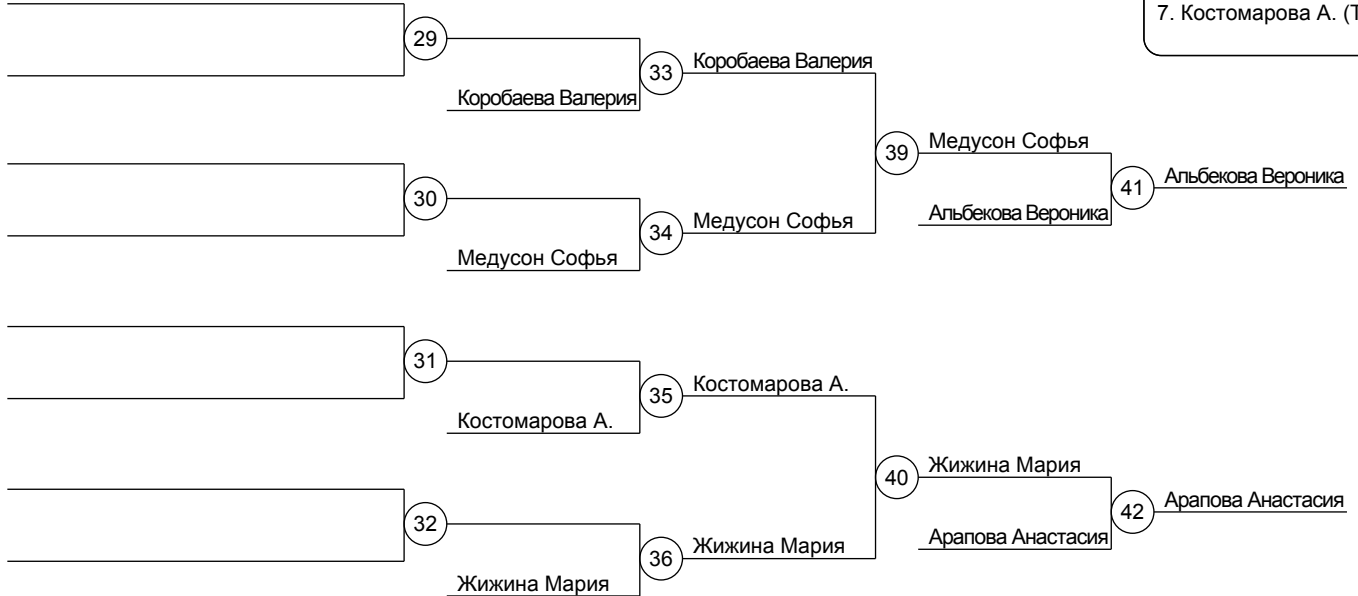 7. Костомарова А. (Т
29
33
Коробаева Валерия
Коробаева Валерия
39
Медусон Софья
41
Альбекова Вероника
30
34
Медусон Софья
Альбекова Вероника
Медусон Софья
31
35
Костомарова А.
Костомарова А.
40
Жижина Мария
42
Арапова Анастасия
32
36
Жижина Мария
Арапова Анастасия
Жижина Мария